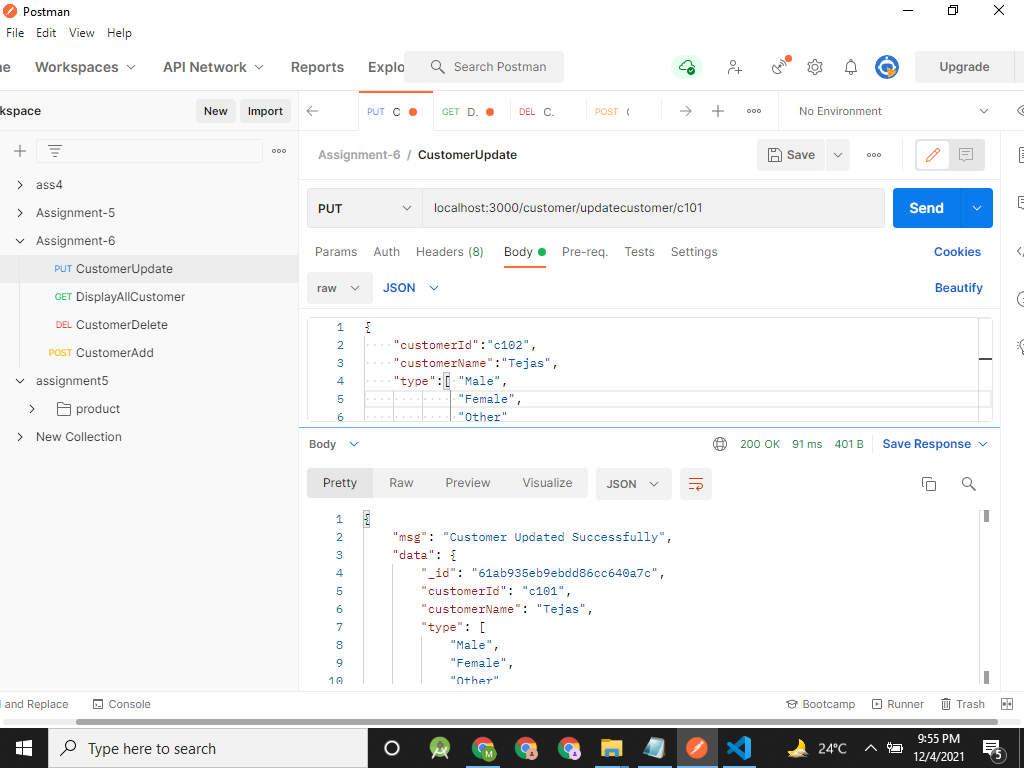 Postman
File Edit View Help
ne Workspaces API Network Reports Explo Search Postman Upgrade
kspace New Import PUT C GET D. DEL C. POST No Environment
Assignment-6 / CustomerUpdate Save
ass4
Assignment-5
Assignment-6
PUT CustomerUpdate
GET DisplayAllCustomer
DEL CustomerDelete
POST CustomerAdd
assignment5
product
New Collection
PUT localhost:3000/customer/updatecustomer/c101 Send
Params Auth Headers (8) Body Pre-req. Tests Settings Cookies
raw JSON Beautify
1 {
2 "customerId":"c102",
3 "customerName":"Tejas",
4 "type":[ "Male",
5 "Female",
6 "Other"
Body 200 OK 91 ms 401 B Save Response
Pretty Raw Preview Visualize JSON
1 {
2 "msg": "Customer Updated Successfully",
3 "data": {
4 "_id": "61ab935eb9ebdd86cc640a7c",
5 "customerId": "c101",
6 "customerName": "Tejas",
7 "type": [
8 "Male",
9 "Female",
10 "Other"
and Replace Console Bootcamp Runner Trash
Type here to search M 24°C 9:55 PM
12/4/2021 5